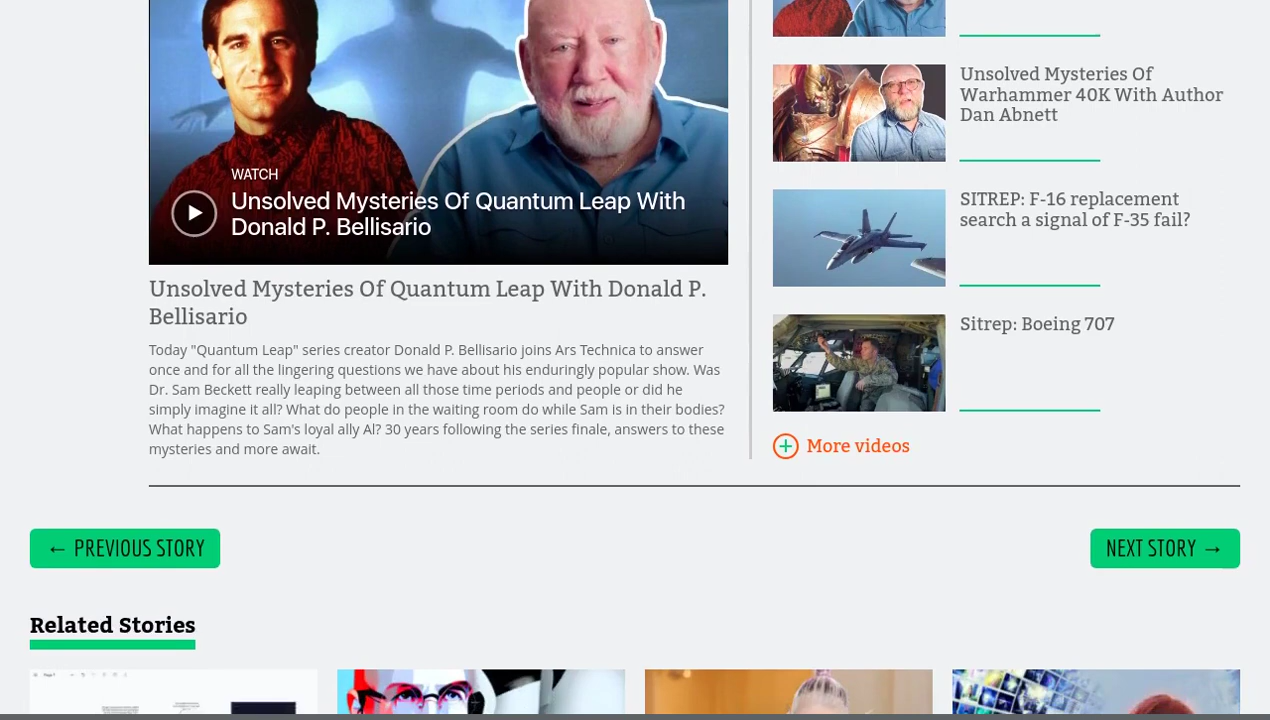 WATCH
Unsolved Mysteries Of Quantum Leap With
Donald P. Bellisario
Unsolved Mysteries Of Quantum Leap With Donald P.
Bellisario
Today "Quantum Leap" series creator Donald P. Bellisario joins Ars Technica to answer
once and for all the lingering questions we have about his enduringly popular show. Was
Dr. Sam Beckett really leaping between all those time periods and people or did he
simply imagine it all? What do people in the waiting room do while Sam is in their bodies?
What happens to Sam's loyal ally Al? 30 years following the series finale, answers to these
mysteries and more await.
Unsolved Mysteries Of
Warhammer 40K With Author
Dan Abnett
SITREP: F-16 replacement
search a signal of F-35 fail?
Sitrep: Boeing 707
More videos
← PREVIOUS STORY
NEXT STORY →
Related Stories